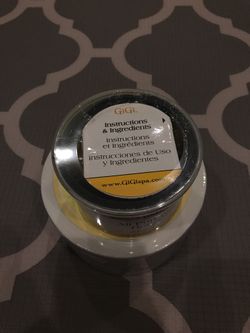 GiGi
Instructions
& Ingredients
Instructions
et Ingrédients
Instrucciones de Uso
y Ingredientes
www.GiGispa.com